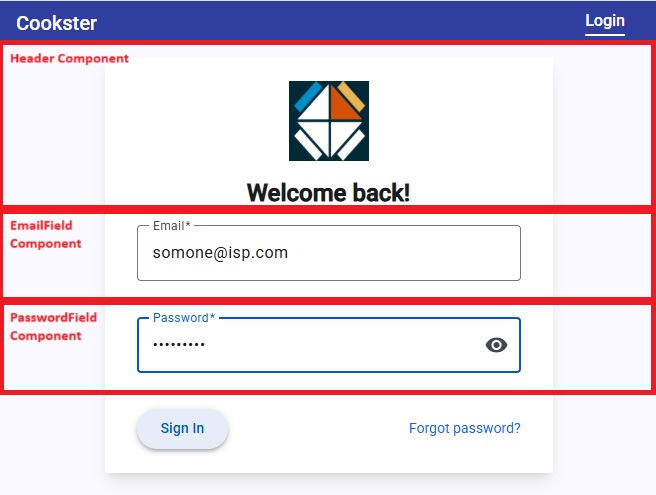 Cookster
Login
Header Component
Welcome back!
EmailField
Component
Email*
somone@isp.com
PasswordField
Component
Password*
•••••••••
Sign In
Forgot password?